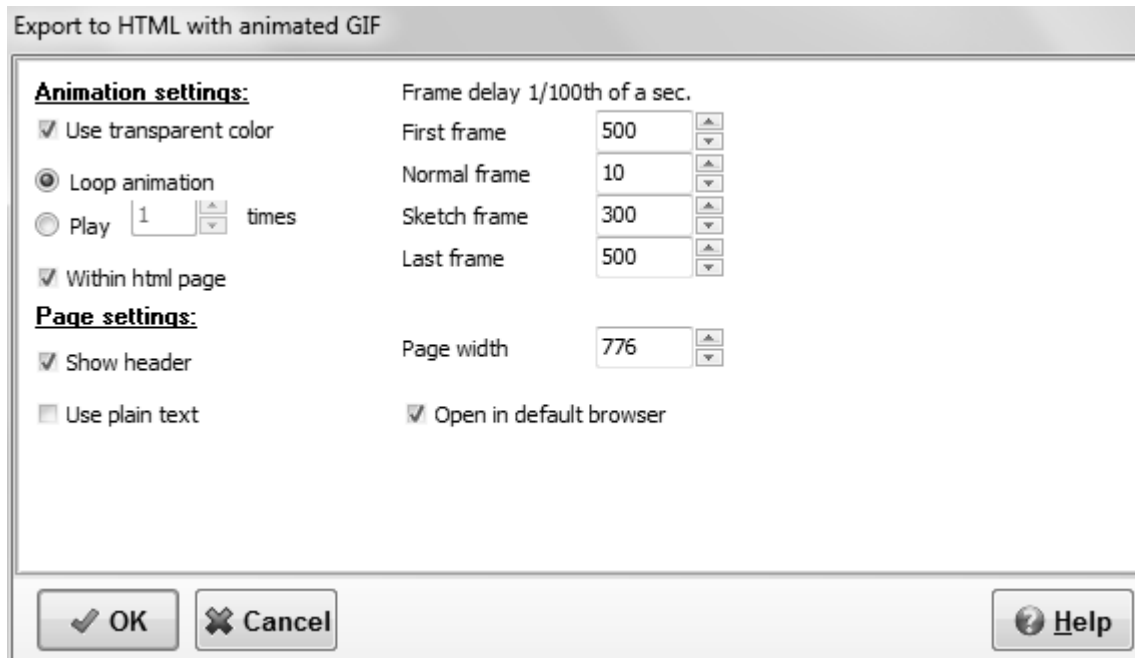 Export to HTML with animated GIF
Animation settings:
Frame delay 1/100th of a sec.
Use transparent color
First frame 500
Normal frame 10
Loop animation
Sketch frame 300
Play 1 times
Last frame 500
Within html page
Page settings:
Page width 776
Show header
Use plain text
Open in default browser
OK
Cancel
Help